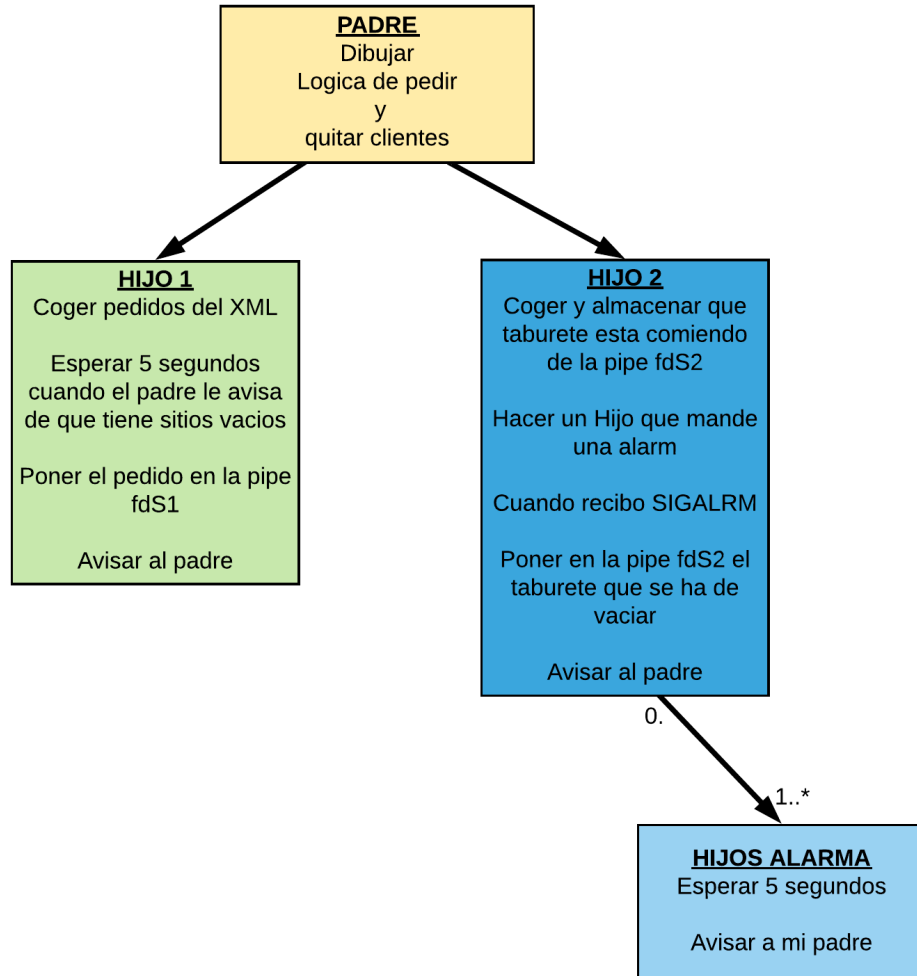 PADRE
Dibujar
Logica de pedir
y
quitar clientes
HIJO 1
Coger pedidos del XML
Esperar 5 segundos
cuando el padre le avisa
de que tiene sitios vacios
Poner el pedido en la pipe
fdS1
Avisar al padre
HIJO 2
Coger y almacenar que
taburete esta comiendo
de la pipe fdS2
Hacer un Hijo que mande
una alarm
Cuando recibo SIGALRM
Poner en la pipe fdS2 el
taburete que se ha de
vaciar
Avisar al padre
0.
1..*
HIJOS ALARMA
Esperar 5 segundos
Avisar a mi padre